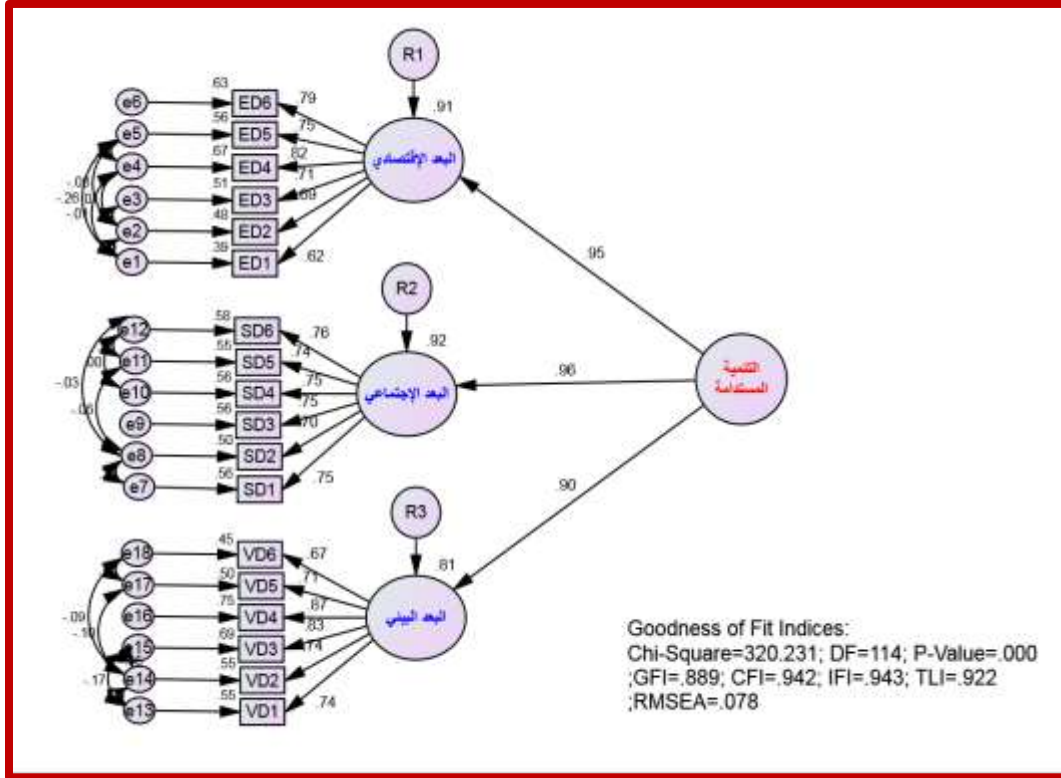 R1
.91
.63
e6
ED6
.79
.56
e5
ED5
.75
.67
e4
ED4
.82
البعد الإقتصادي
.51
e3
ED3
.71
-.26
.48
e2
ED2
.69
.39
e1
ED1
.62
.95
R2
.92
.58
e12
SD6
.76
.00
.55
e11
SD5
.74
-.03
.56
e10
SD4
.75
البعد الإجتماعي
.96
التنمية
المستدامة
.56
e9
SD3
.75
.50
e8
SD2
.70
.56
e7
SD1
.75
.90
R3
.81
.45
e18
VD6
.67
.50
e17
VD5
.71
-.09
.75
e16
VD4
.87
البعد البيئي
.69
e15
VD3
.83
-.17
.55
e14
VD2
.74
.55
e13
VD1
.74
Goodness of Fit Indices:
Chi-Square=320.231; DF=114; P-Value=.000
;GFI=.889; CFI=.942; IFI=.943; TLI=.922
;RMSEA=.078